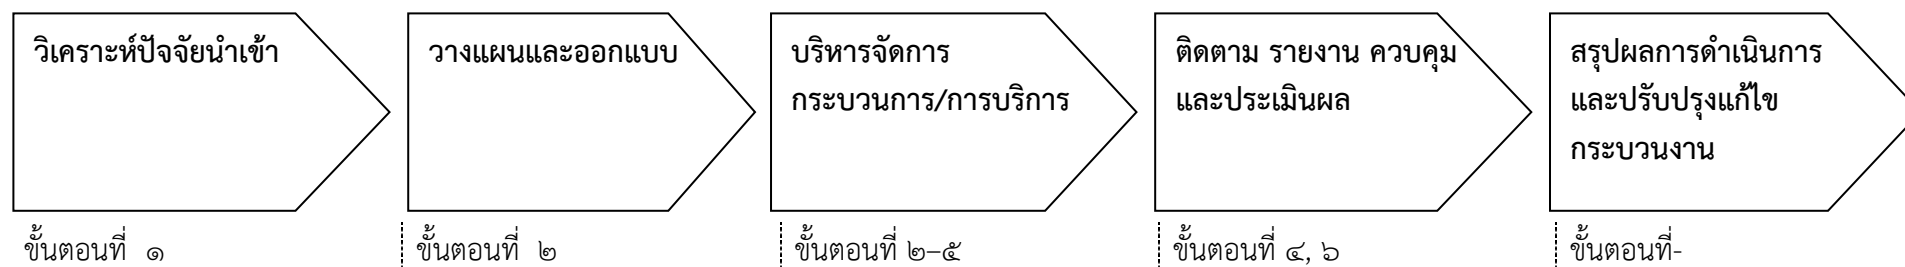 วิเคราะห์ปัจจัยนำเข้า
วางแผนและออกแบบ
บริหารจัดการ
กระบวนการ/การบริการ
ติดตาม รายงาน ควบคุม
และประเมินผล
สรุปผลการดำเนินการ
และปรับปรุงแก้ไข
กระบวนงาน
ขั้นตอนที่ ๑
ขั้นตอนที่ ๒
ขั้นตอนที่ ๒–๕
ขั้นตอนที่ ๔, ๖
ขั้นตอนที่-